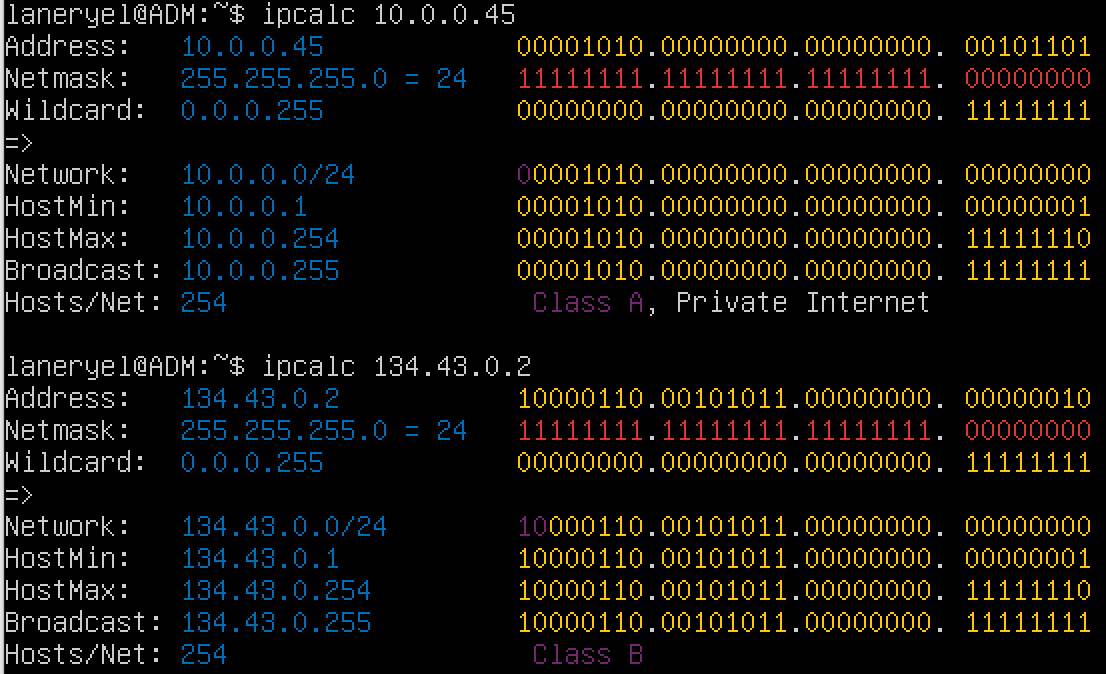 laneryel@ADM:~$ ipcalc 10.0.0.45
Address:   10.0.0.45            00001010.00000000.00000000. 00101101
Netmask:   255.255.255.0 = 24   11111111.11111111.11111111. 00000000
Wildcard:  0.0.0.255            00000000.00000000.00000000. 11111111
=>
Network:   10.0.0.0/24          00001010.00000000.00000000. 00000000
HostMin:   10.0.0.1             00001010.00000000.00000000. 00000001
HostMax:   10.0.0.254           00001010.00000000.00000000. 11111110
Broadcast: 10.0.0.255           00001010.00000000.00000000. 11111111
Hosts/Net: 254                   Class A, Private Internet
laneryel@ADM:~$ ipcalc 134.43.0.2
Address:   134.43.0.2           10000110.00101011.00000000. 00000010
Netmask:   255.255.255.0 = 24   11111111.11111111.11111111. 00000000
Wildcard:  0.0.0.255            00000000.00000000.00000000. 11111111
=>
Network:   134.43.0.0/24        10000110.00101011.00000000. 00000000
HostMin:   134.43.0.1           10000110.00101011.00000000. 00000001
HostMax:   134.43.0.254         10000110.00101011.00000000. 11111110
Broadcast: 134.43.0.255         10000110.00101011.00000000. 11111111
Hosts/Net: 254                   Class B